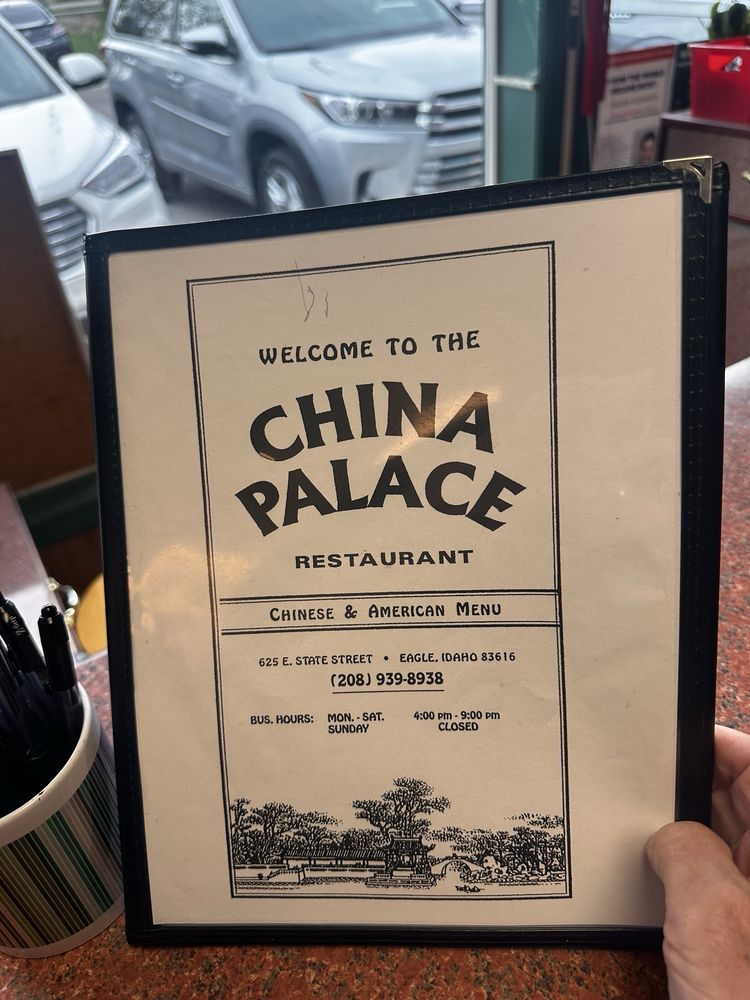 WELCOME TO THE
CHINA
PALACE
RESTAURANT
CHINESE & AMERICAN MENU
625 E. STATE STREET • EAGLE, IDAHO 83616
(208) 939-8938
BUS. HOURS: MON. - SAT. 4:00 pm - 9:00 pm
SUNDAY CLOSED